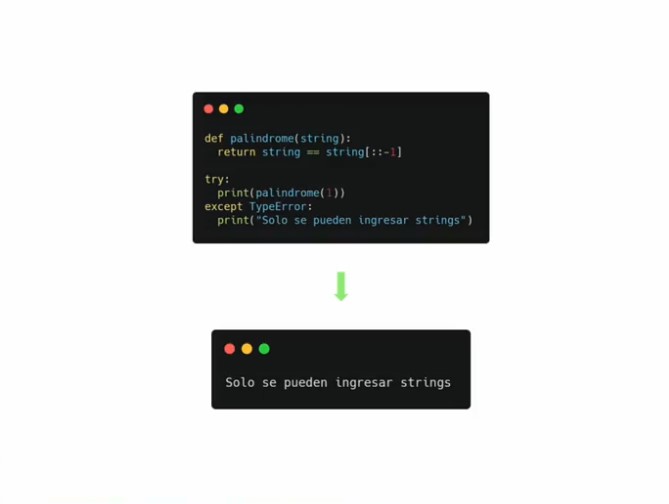 def palindrome(string):
  return string == string[::-1]

try:
  print(palindrome(1))
except TypeError:
  print("Solo se pueden ingresar strings")
Solo se pueden ingresar strings